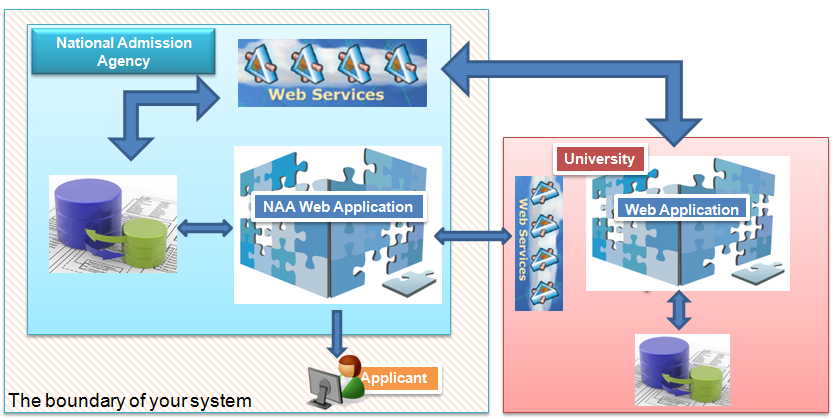 National Admission
Agency
Web Services
NAA Web Application
University
Web Services
Web Application
Applicant
The boundary of your system